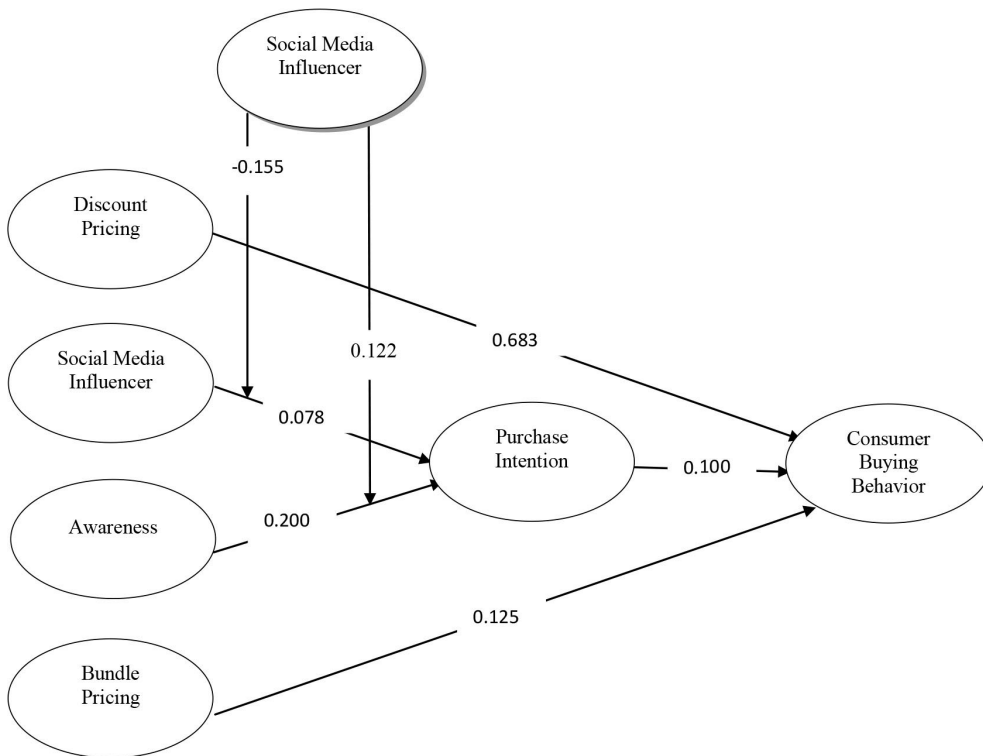 Social Media
Influencer
-0.155
Discount
Pricing
0.683
0.122
Social Media
Influencer
0.078
Purchase
Intention
0.100
Consumer
Buying
Behavior
Awareness
0.200
0.125
Bundle
Pricing